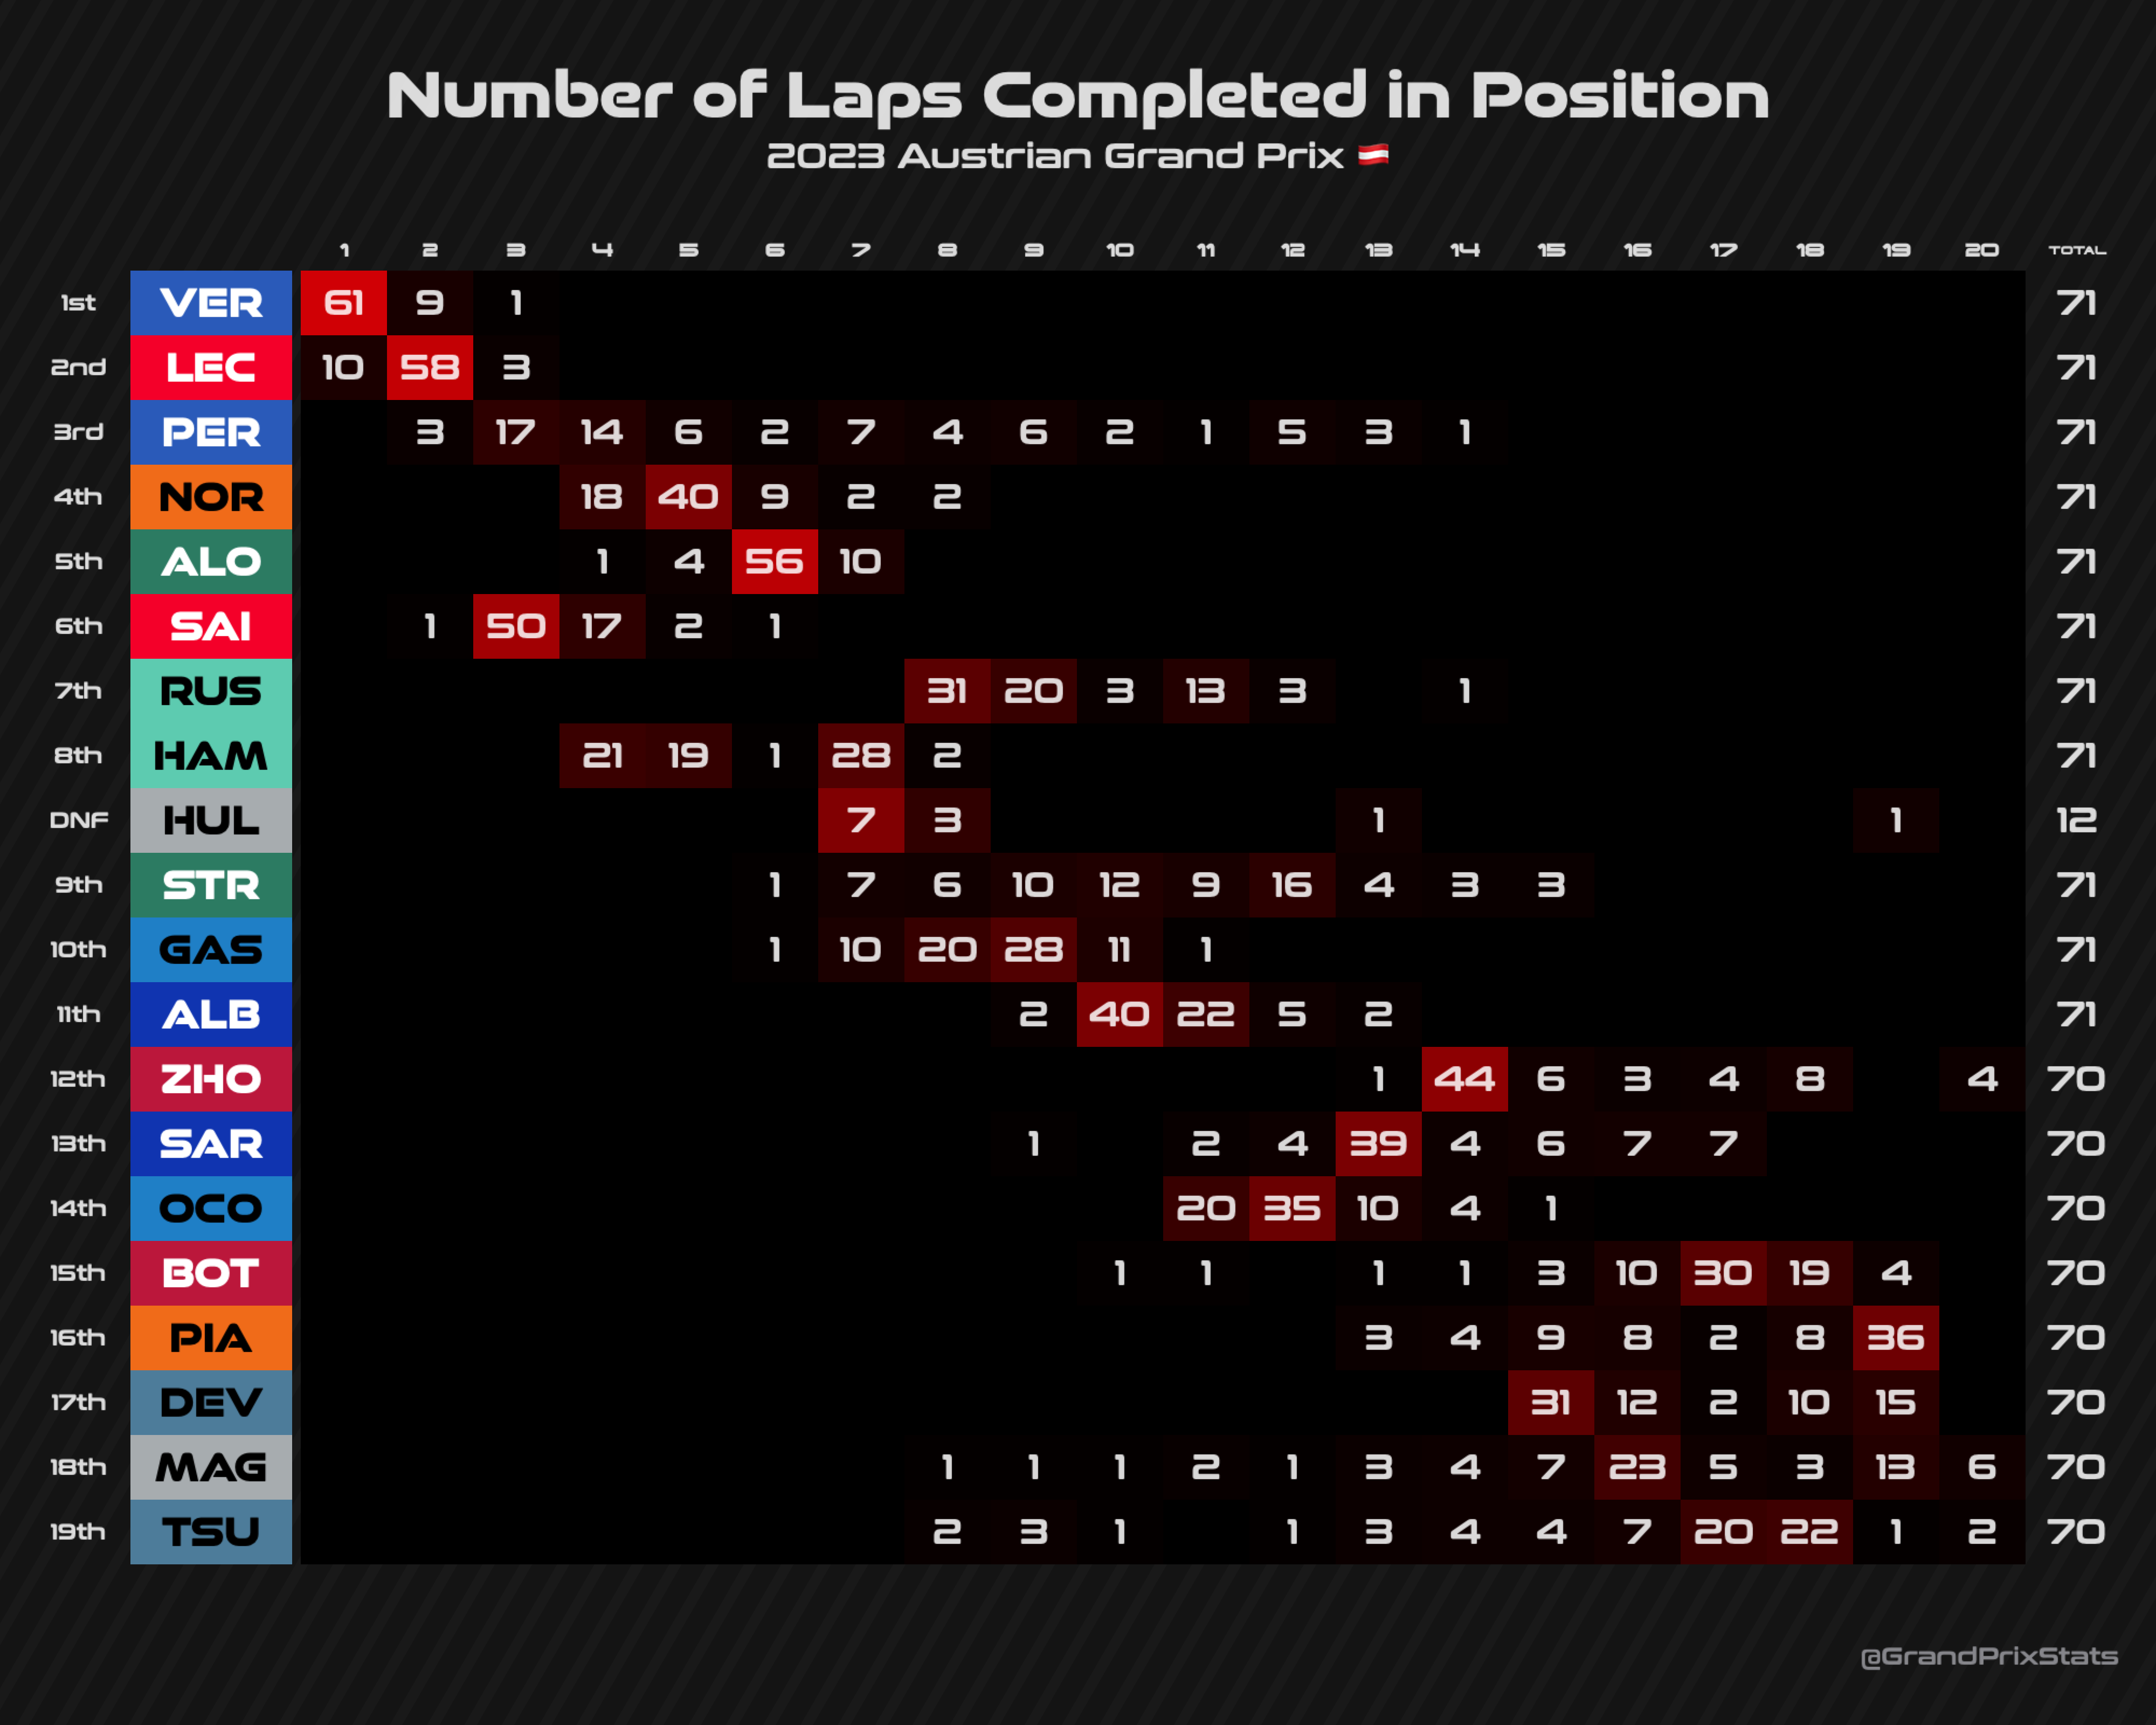 Number of Laps Completed in Position
2023 Austrian Grand Prix
1 2 3 4 5 6 7 8 9 10 11 12 13 14 15 16 17 18 19 20 TOTAL
1st VER 61 9 1 71
2nd LEC 10 58 3 71
3rd PER 3 17 14 6 2 7 4 6 2 1 5 3 1 71
4th NOR 18 40 9 2 2 71
5th ALO 1 4 56 10 71
6th SAI 1 50 17 2 1 71
7th RUS 31 20 3 13 3 1 71
8th HAM 21 19 1 28 2 71
DNF HUL 7 3 1 1 12
9th STR 1 7 6 10 12 9 16 4 3 3 71
10th GAS 1 10 20 28 11 1 71
11th ALB 2 40 22 5 2 71
12th ZHO 1 44 6 3 4 8 4 70
13th SAR 1 2 4 39 4 6 7 7 70
14th OCO 20 35 10 4 1 70
15th BOT 1 1 1 1 3 10 30 19 4 70
16th PIA 3 4 9 8 2 8 36 70
17th DEV 31 12 2 10 15 70
18th MAG 1 1 1 2 1 3 4 7 23 5 3 13 6 70
19th TSU 2 3 1 1 3 4 4 7 20 22 1 2 70
@GrandPrixStats